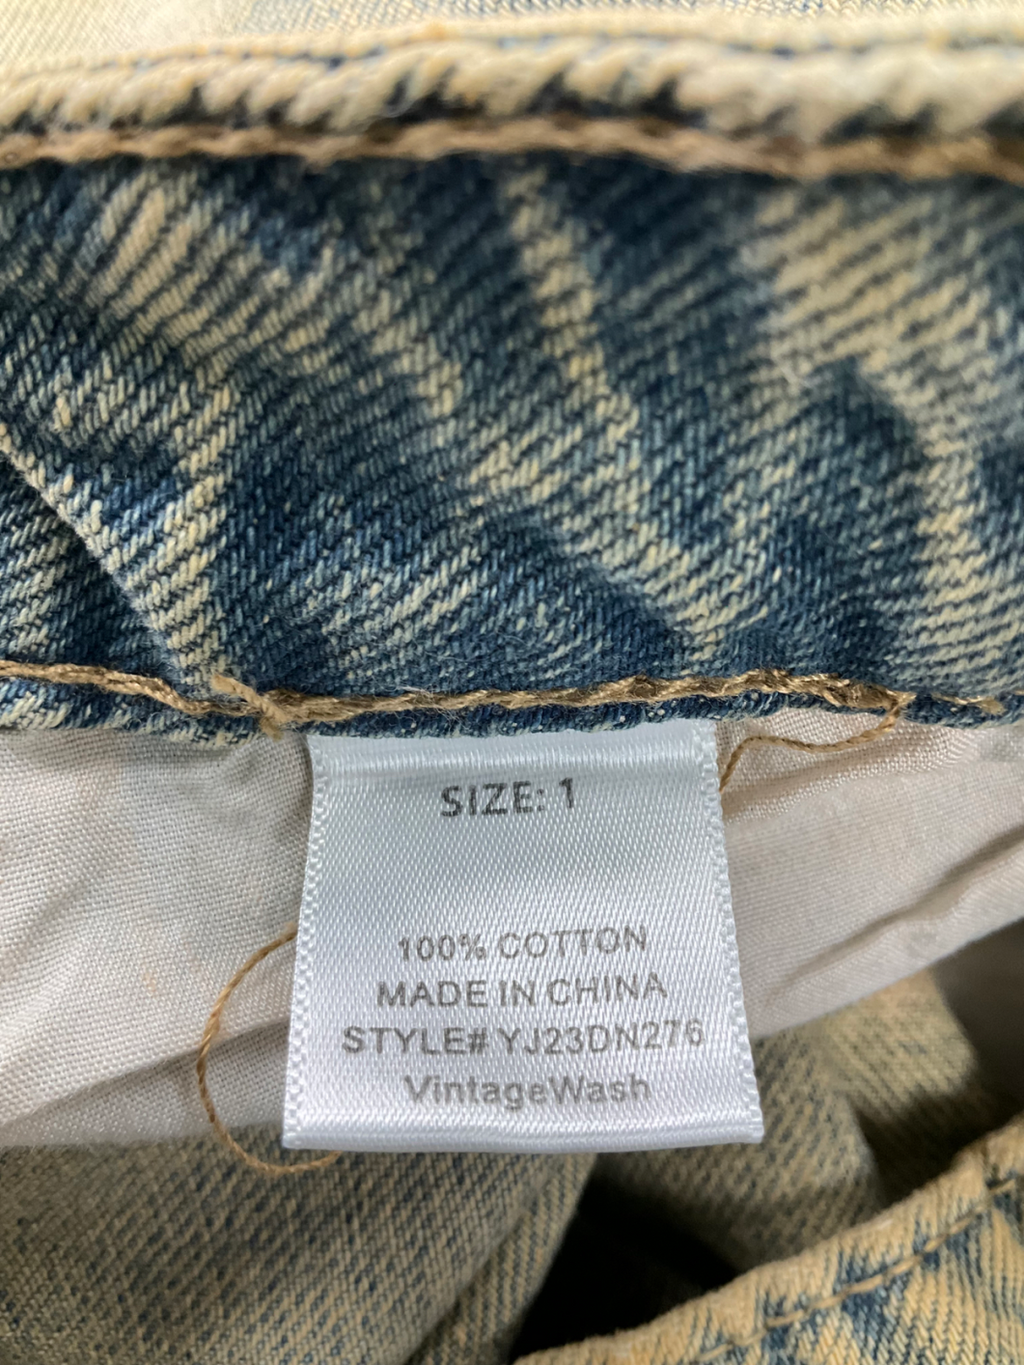 SIZE: 1
100% COTTON
MADE IN CHINA
STYLE# YJ23DN276
VintageWash